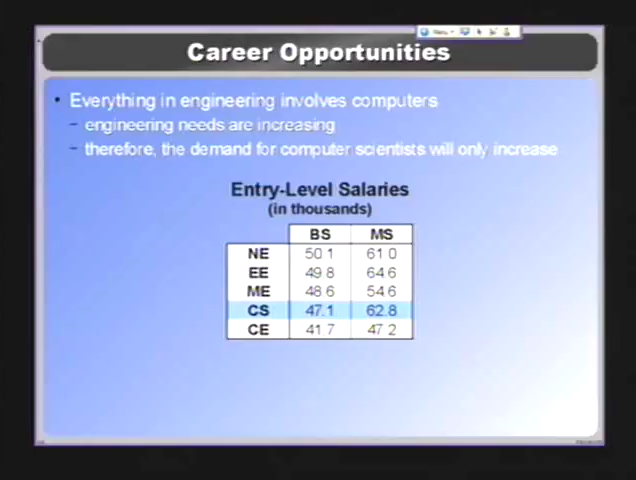 Career Opportunities
• Everything in engineering involves computers
– engineering needs are increasing
– therefore, the demand for computer scientists will only increase
Entry-Level Salaries
(in thousands)
BS MS
NE 50.1 61.0
EE 49.8 64.6
ME 48.6 54.6
CS 47.1 62.8
CE 41.7 47.2